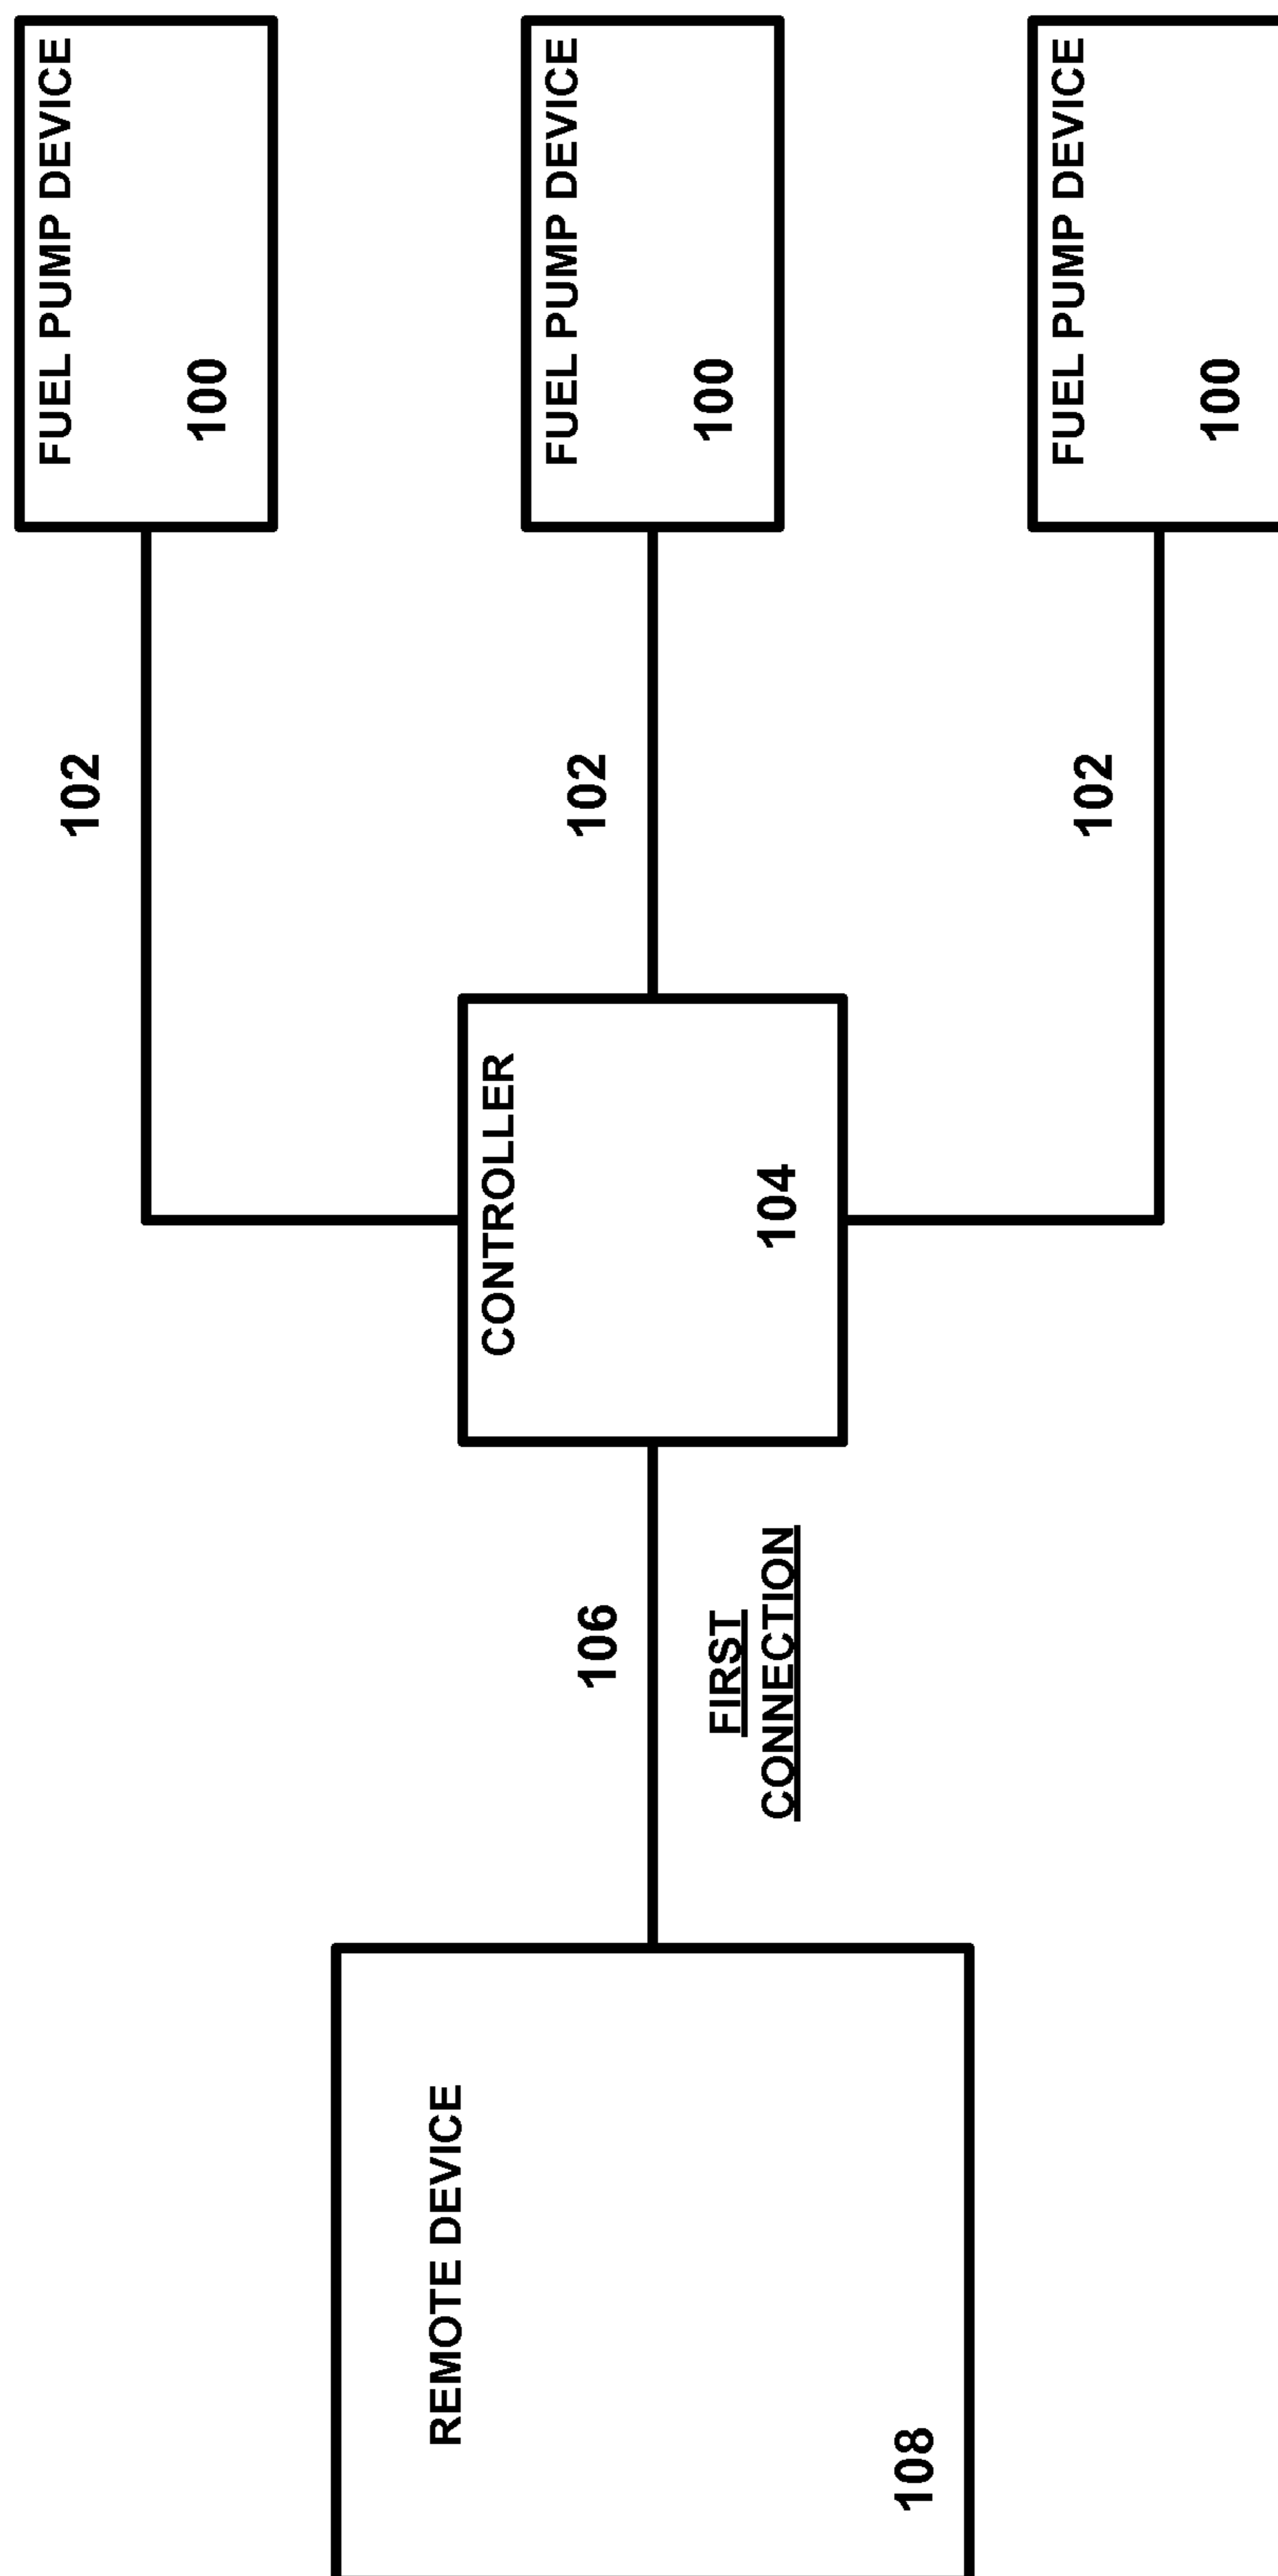 FUEL PUMP DEVICE
100
102
FUEL PUMP DEVICE
100
102
FUEL PUMP DEVICE
100
102
CONTROLLER
104
106
FIRST
CONNECTION
REMOTE DEVICE
108